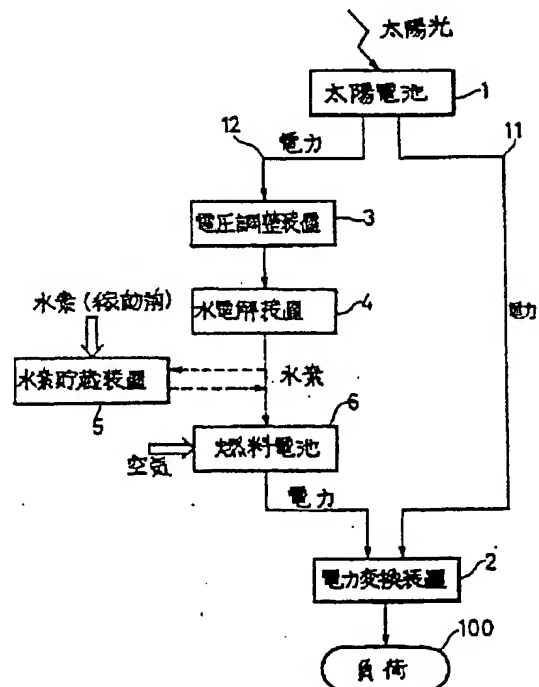 太陽光
太陽電池
1
12
電力
11
電圧調整装置
3
水素(稼動前)
水電解装置
4
電力
水素貯蔵装置
5
水素
6
空気
燃料電池
電力
電力変換装置
2
100
負荷